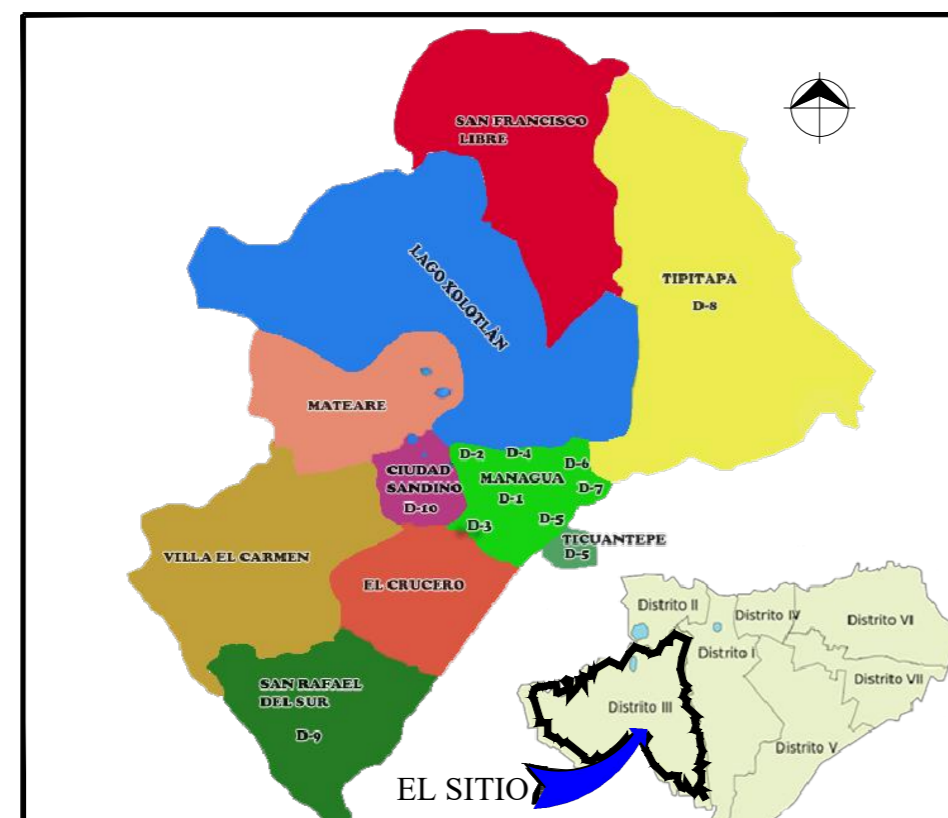 SAN FRANCISCO
LIBRE
LAGO XOLOTLÀN
TIPITAPA
D-8
MATEARE
D-2
D-4
D-6
CIUDAD
SANDINO
D-10
MANAGUA
D-1
D-7
D-3
D-5
TICUANTEPE
D-5
VILLA EL CARMEN
EL CRUCERO
SAN RAFAEL
DEL SUR
D-9
Distrito II
Distrito IV
Distrito VI
Distrito I
Distrito VII
Distrito III
Distrito V
EL SITIO